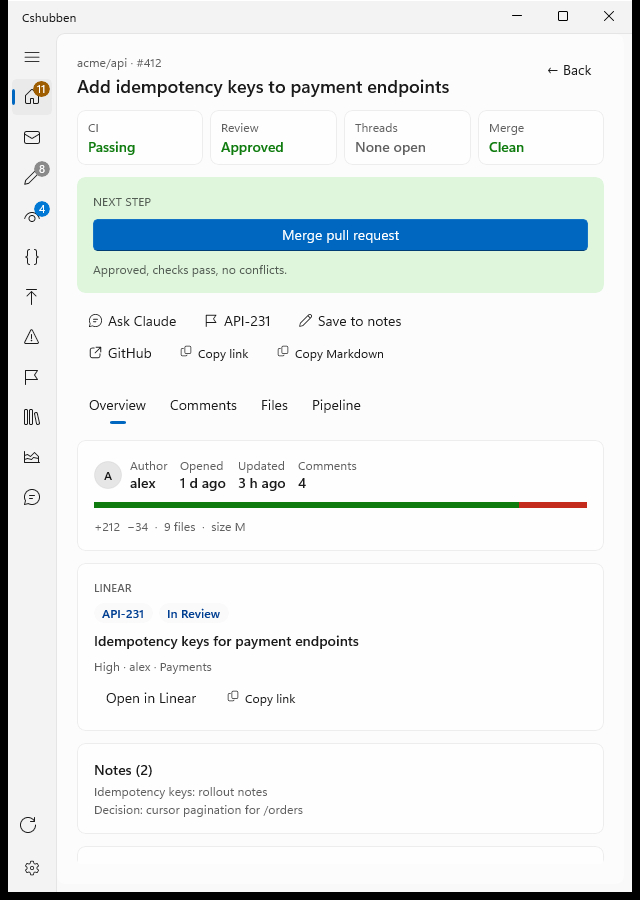 Cshubben
11
8
4
acme/api · #412
← Back
Add idempotency keys to payment endpoints
CI
Passing
Review
Approved
Threads
None open
Merge
Clean
NEXT STEP
Merge pull request
Approved, checks pass, no conflicts.
Ask Claude API-231 Save to notes
GitHub Copy link Copy Markdown
Overview Comments Files Pipeline
A
Author Opened Updated Comments
alex 1 d ago 3 h ago 4
+212 −34 · 9 files · size M
LINEAR
API-231 In Review
Idempotency keys for payment endpoints
High · alex · Payments
Open in Linear Copy link
Notes (2)
Idempotency keys: rollout notes
Decision: cursor pagination for /orders